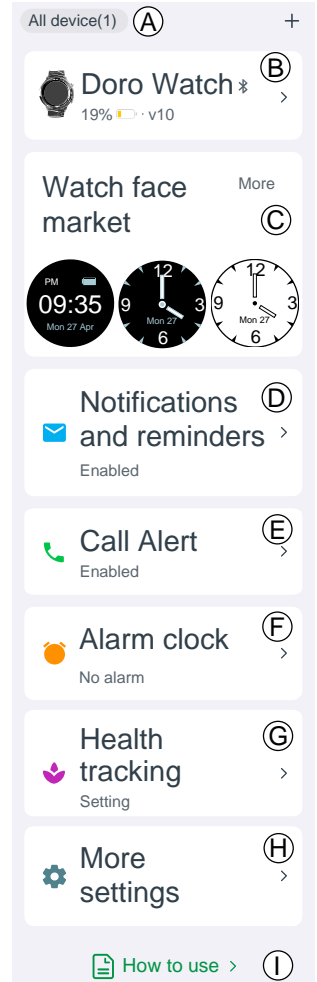 All device(1) A +
B
Doro Watch
19% · v10
Watch face More
market C
PM
09:35
Mon 27 Apr
12
9 3
Mon 27
6
12
9 3
Mon 27
6
Notifications D
and reminders
Enabled
Call Alert E
Enabled
Alarm clock F
No alarm
Health G
tracking
Setting
More H
settings
How to use I